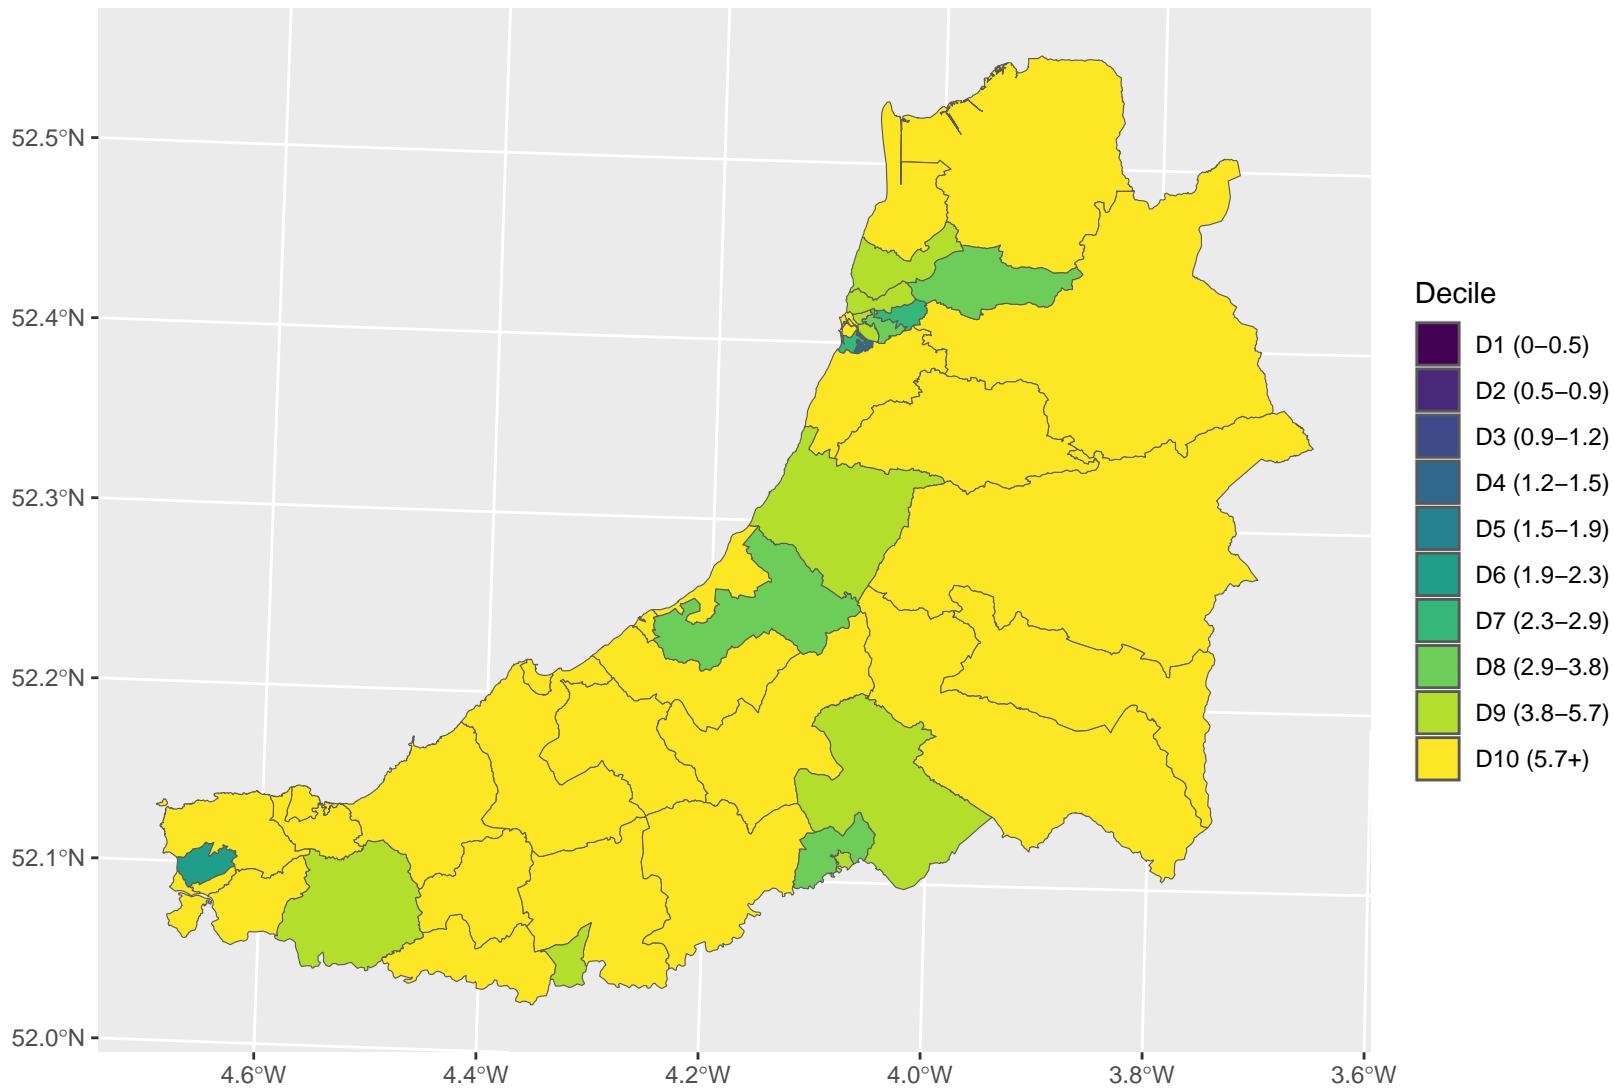 52.5°N
52.4°N
52.3°N
52.2°N
52.1°N
52.0°N
4.6°W
4.4°W
4.2°W
4.0°W
3.8°W
3.6°W
Decile
D1 (0−0.5)
D2 (0.5−0.9)
D3 (0.9−1.2)
D4 (1.2−1.5)
D5 (1.5−1.9)
D6 (1.9−2.3)
D7 (2.3−2.9)
D8 (2.9−3.8)
D9 (3.8−5.7)
D10 (5.7+)